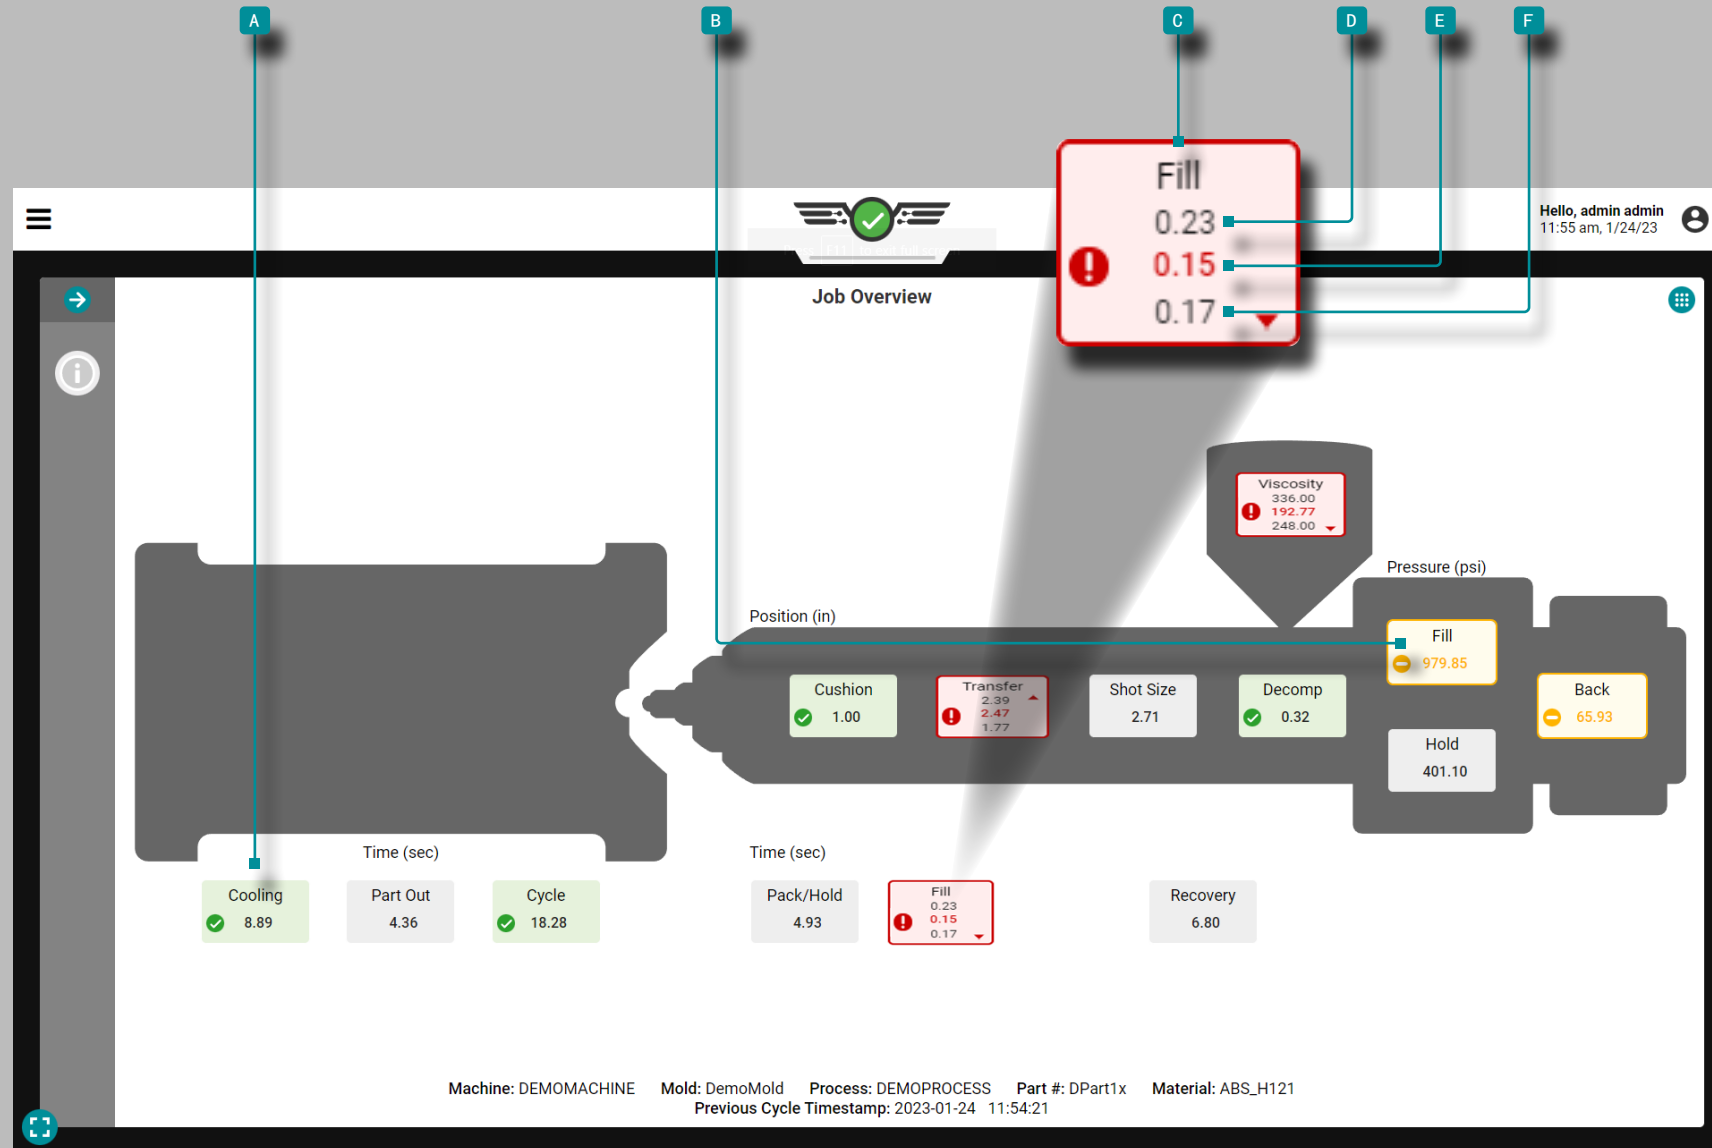 A
B
C
D
E
F
Fill
0.23
0.15
0.17
Hello, admin admin
11:55 am, 1/24/23
Job Overview
Viscosity
336.00
192.77
248.00
Pressure (psi)
Position (in)
Fill
979.85
Cushion
1.00
Transfer
2.39
2.47
1.77
Shot Size
2.71
Decomp
0.32
Back
65.93
Hold
401.10
Time (sec)
Time (sec)
Cooling
8.89
Part Out
4.36
Cycle
18.28
Pack/Hold
4.93
Fill
0.23
0.15
0.17
Recovery
6.80
Machine: DEMOMACHINE Mold: DemoMold Process: DEMOPROCESS Part #: DPart1x Material: ABS_H121
Previous Cycle Timestamp: 2023-01-24 11:54:21